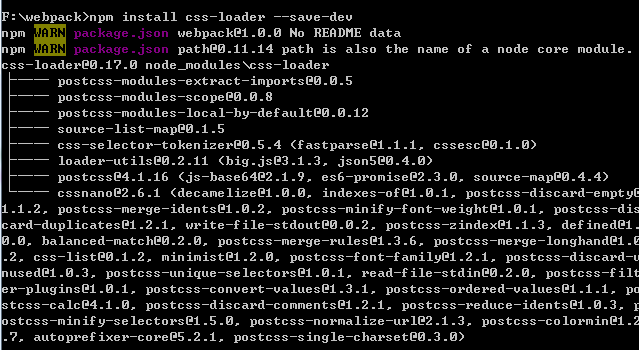 F:\webpack>npm install css-loader --save-dev
npm WARN package.json webpack@1.0.0 No README data
npm WARN package.json path@0.11.14 path is also the name of a node core module.
css-loader@0.17.0 node_modules\css-loader
├── postcss-modules-extract-imports@0.0.5
├── postcss-modules-scope@0.0.8
├── postcss-modules-local-by-default@0.0.12
├── source-list-map@0.1.5
├── css-selector-tokenizer@0.5.4 (fastparse@1.1.1, cssesc@0.1.0)
├── loader-utils@0.2.11 (big.js@3.1.3, json5@0.4.0)
├── postcss@4.1.16 (js-base64@2.1.9, es6-promise@2.3.0, source-map@0.4.4)
└── cssnano@2.6.1 (decamelize@1.0.0, indexes-of@1.0.1, postcss-discard-empty@
1.1.2, postcss-merge-idents@1.0.2, postcss-minify-font-weight@1.0.1, postcss-dis
card-duplicates@1.2.1, write-file-stdout@0.0.2, postcss-zindex@1.1.3, defined@1.
0.0, balanced-match@0.2.0, postcss-merge-rules@1.3.6, postcss-merge-longhand@1.0
.2, css-list@0.1.2, minimist@1.2.0, postcss-font-family@1.2.1, postcss-discard-u
nused@1.0.3, postcss-unique-selectors@1.0.1, read-file-stdin@0.2.0, postcss-filt
er-plugins@1.0.1, postcss-convert-values@1.3.1, postcss-ordered-values@1.1.1, po
stcss-calc@4.1.0, postcss-discard-comments@1.2.1, postcss-reduce-idents@1.0.3, p
ostcss-minify-selectors@1.5.0, postcss-normalize-url@2.1.3, postcss-colormin@1.2
.7, autoprefixer-core@5.2.1, postcss-single-charset@0.3.0)